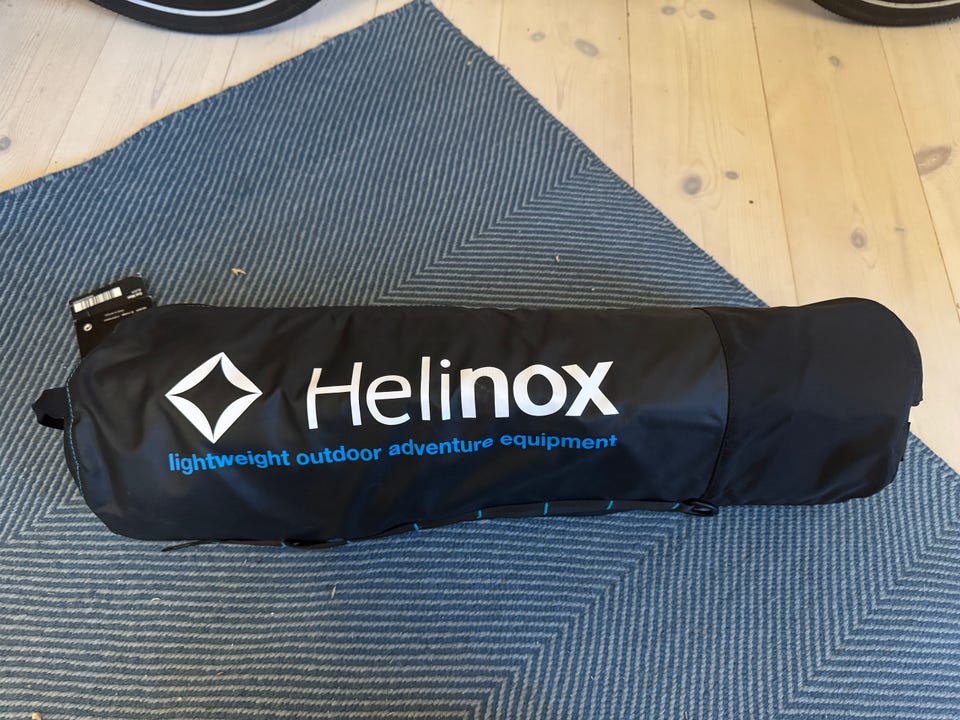 Helinox
lightweight outdoor adventure equipment